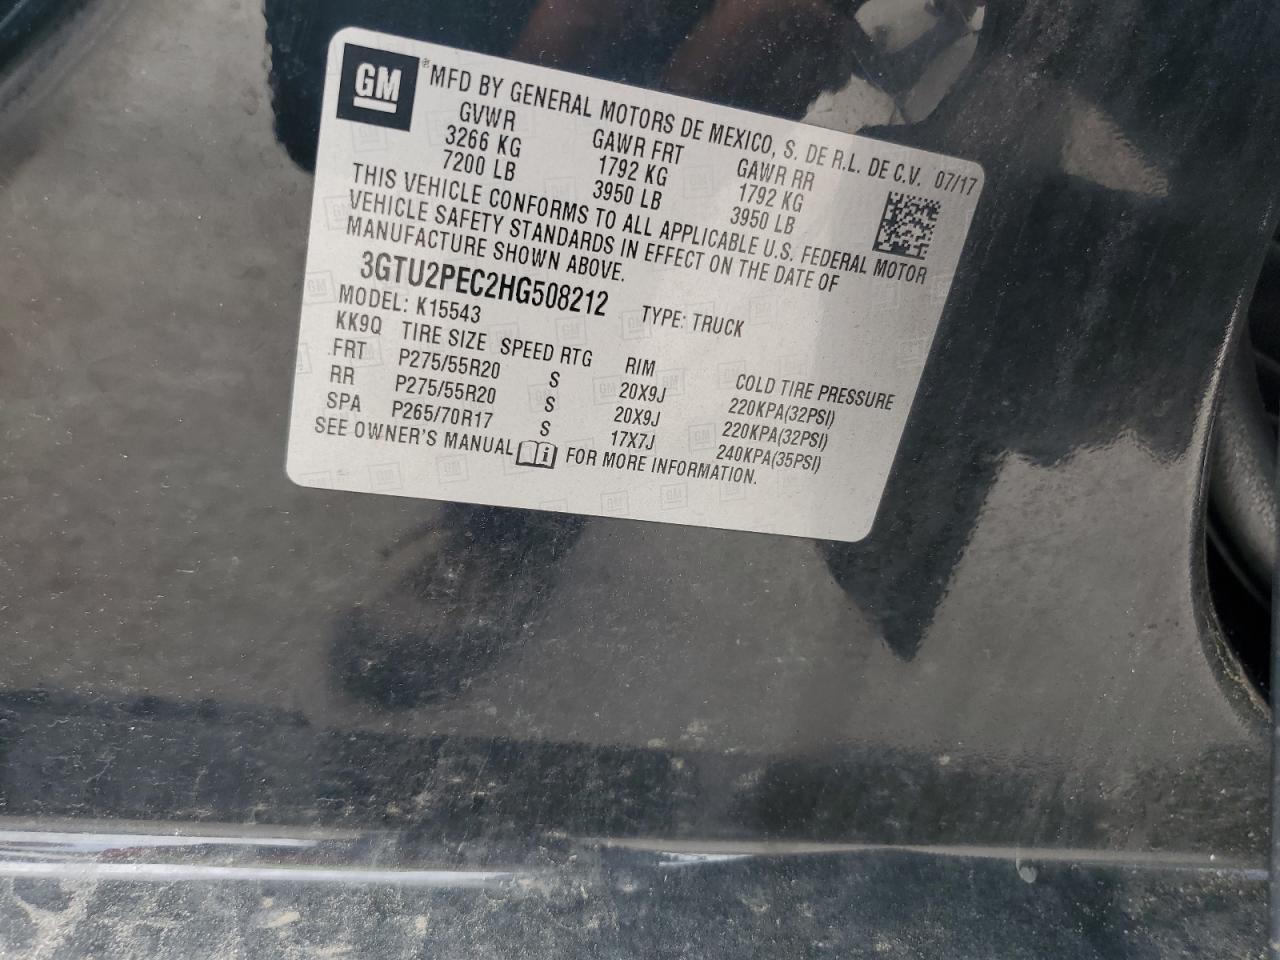 GM ® MFD BY GENERAL MOTORS DE MEXICO, S. DE R.L. DE C.V. 07/17
GVWR GAWR FRT GAWR RR
3266 KG 1792 KG 1792 KG
7200 LB 3950 LB 3950 LB
THIS VEHICLE CONFORMS TO ALL APPLICABLE U.S. FEDERAL MOTOR
VEHICLE SAFETY STANDARDS IN EFFECT ON THE DATE OF
MANUFACTURE SHOWN ABOVE.
3GTU2PEC2HG508212 TYPE: TRUCK
MODEL: K15543
KK9Q TIRE SIZE SPEED RTG RIM COLD TIRE PRESSURE
FRT P275/55R20 S 20X9J 220KPA(32PSI)
RR P275/55R20 S 20X9J 220KPA(32PSI)
SPA P265/70R17 S 17X7J 240KPA(35PSI)
SEE OWNER'S MANUAL i FOR MORE INFORMATION.